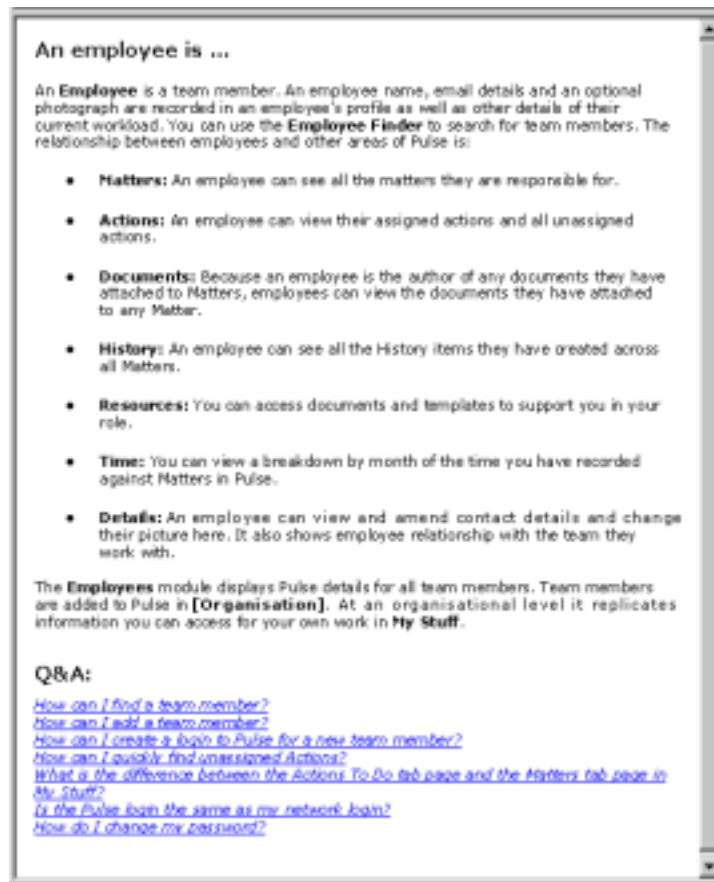 An employee is ...
An Employee is a team member. An employee name, email details and an optional
photograph are recorded in an employee's profile as well as other details of their
current workload. You can use the Employee Finder to search for team members. The
relationship between employees and other areas of Pulse is:
• Matters: An employee can see all the matters they are responsible for.
• Actions: An employee can view their assigned actions and all unassigned
actions.
• Documents: Because an employee is the author of any documents they have
attached to Matters, employees can view the documents they have attached
to any Matter.
• History: An employee can see all the History items they have created across
all Matters.
• Resources: You can access documents and templates to support you in your
role.
• Time: You can view a breakdown by month of the time you have recorded
against Matters in Pulse.
• Details: An employee can view and amend contact details and change
their picture here. It also shows employee relationship with the team they
work with.
The Employees module displays Pulse details for all team members. Team members
are added to Pulse in [Organisation]. At an organisational level it replicates
information you can access for your own work in My Stuff.
Q&A:
How can I find a team member?
How can I add a team member?
How can I create a login to Pulse for a new team member?
How can I quickly find unassigned Actions?
What is the difference between the Actions To Do tab page and the Matters tab page in
My Stuff?
Is the Pulse login the same as my network login?
How do I change my password?